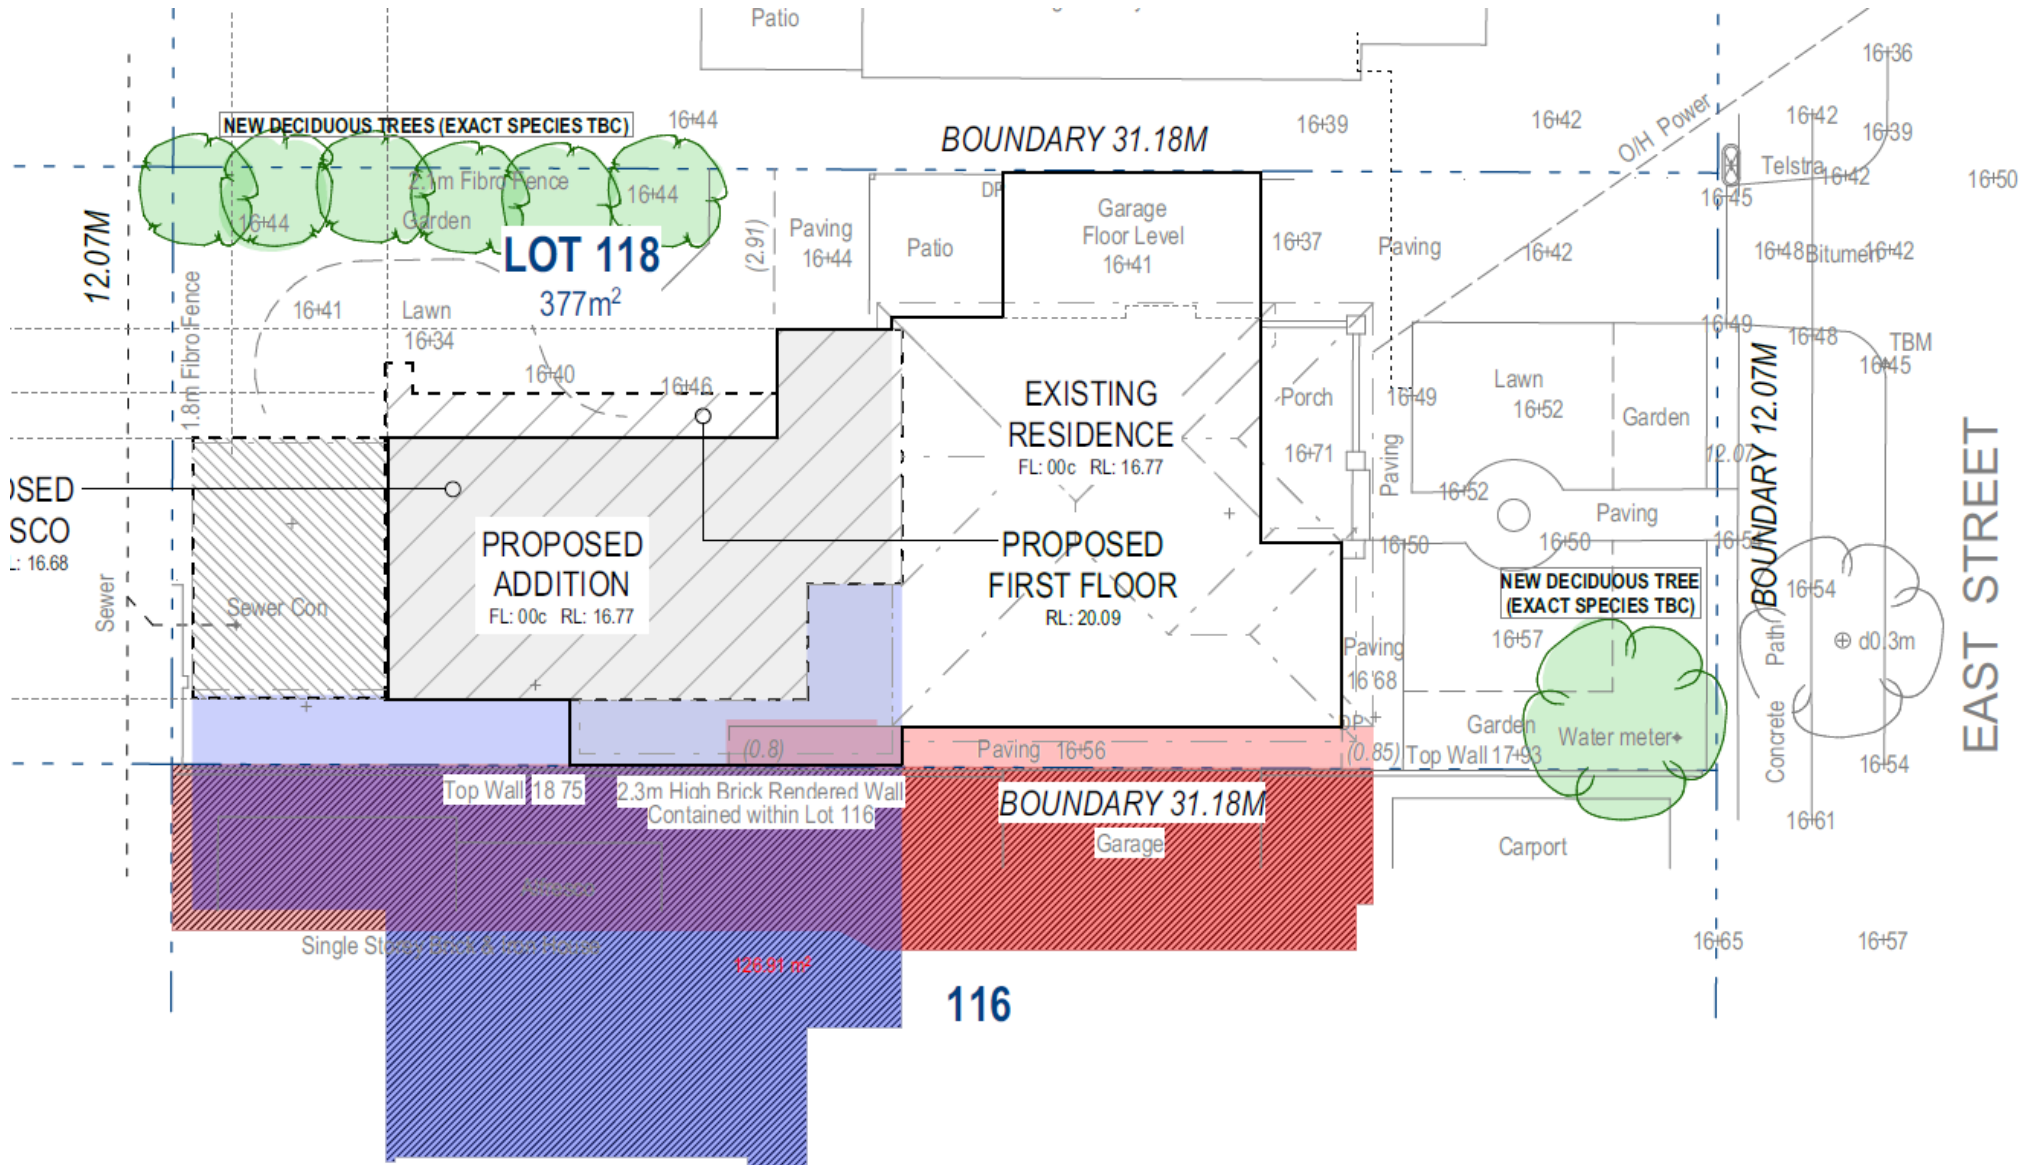 Patio
16+36
NEW DECIDUOUS TREES (EXACT SPECIES TBC)
16+44
BOUNDARY 31.18M
16+39
16+42
O/H Power
16+42
16+39
Telstra
16+42
16+50
16+45
2.1m Fibro Fence
16+44
16+44
Garden
DP
Garage
Floor Level
16+41
12.07M
LOT 118
377m²
(2.91)
Paving
16+44
Patio
16+37
Paving
16+42
16+48
Bitumen
16+42
1.8m Fibro Fence
16+41
Lawn
16+34
16+49
16+48
TBM
16+45
16+40
16+46
EXISTING
RESIDENCE
FL: 00c RL: 16.77
Porch
16+71
16+49
Paving
Lawn
16+52
Garden
12.07
BOUNDARY 12.07M
EAST STREET
OSED
SCO
L: 16.68
16+52
Paving
PROPOSED
ADDITION
FL: 00c RL: 16.77
PROPOSED
FIRST FLOOR
RL: 20.09
16+50
16+50
16+54
NEW DECIDUOUS TREE
(EXACT SPECIES TBC)
16+54
Sewer
Sewer Con
16+57
Path
d0.3m
Paving
16+68
DP
Garden
Water meter
Concrete
(0.8)
Paving 16+56
(0.85)
Top Wall 17+93
16+54
Top Wall 18 75
2.3m High Brick Rendered Wall
Contained within Lot 116
BOUNDARY 31.18M
Garage
Carport
16+61
Single Storey Brick & Iron House
126.91 m²
16+65
16+57
116